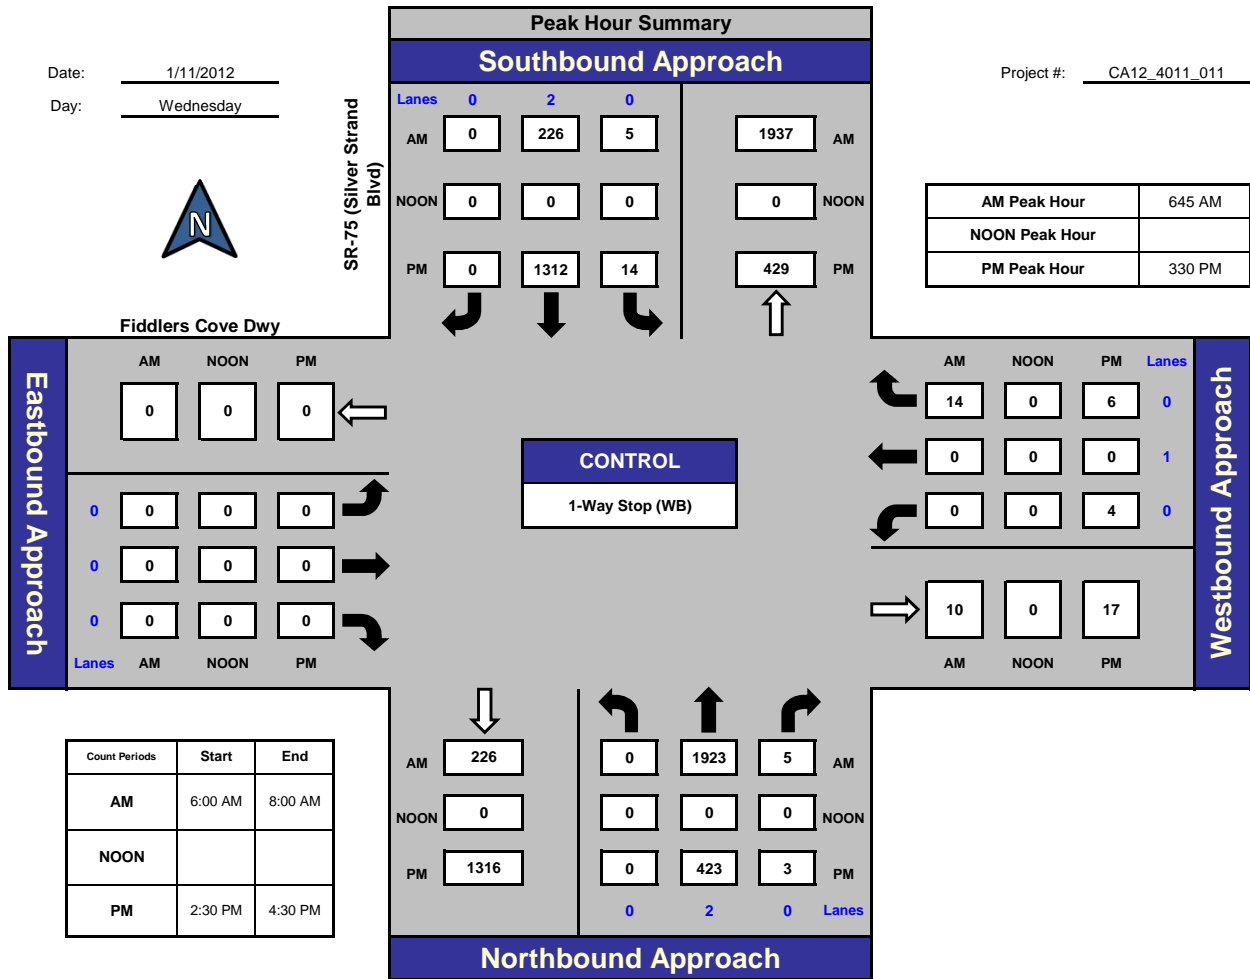 Peak Hour Summary
Southbound Approach
Date: 1/11/2012
Day: Wednesday
Project #: CA12_4011_011
N
SR-75 (Silver Strand
Blvd)
Lanes 0 2 0
AM 0 226 5 1937 AM
NOON 0 0 0 0 NOON
PM 0 1312 14 429 PM
AM Peak Hour 645 AM
NOON Peak Hour
PM Peak Hour 330 PM
Fiddlers Cove Dwy
Eastbound Approach
AM NOON PM
0 0 0
0 0 0 0
0 0 0 0
0 0 0 0
Lanes AM NOON PM
CONTROL
1-Way Stop (WB)
AM NOON PM Lanes
14 0 6 0
0 0 0 1
0 0 4 0
10 0 17
AM NOON PM
Westbound Approach
Count Periods Start End
AM 6:00 AM 8:00 AM
NOON
PM 2:30 PM 4:30 PM
AM 226 0 1923 5 AM
NOON 0 0 0 0 NOON
PM 1316 0 423 3 PM
0 2 0 Lanes
Northbound Approach